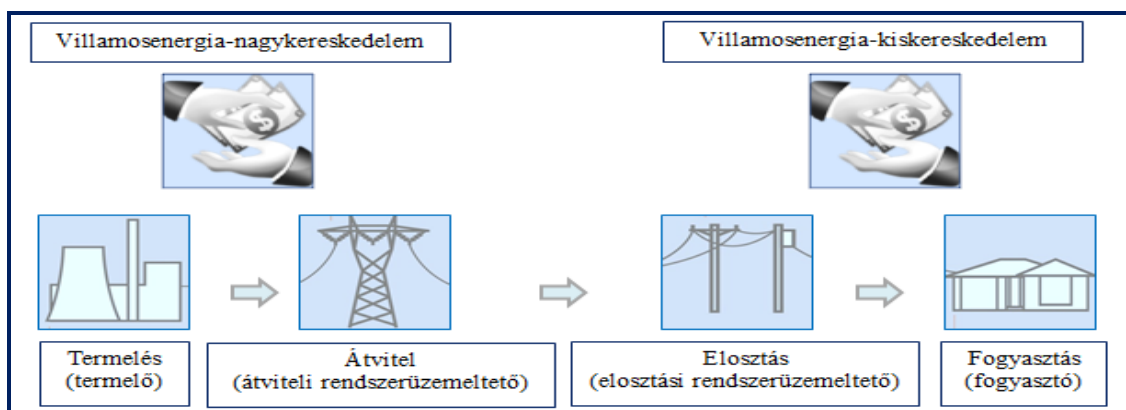 Villamosenergia-nagykereskedelem
Villamosenergia-kiskereskedelem
Termelés
(termelő)
Átvitel
(átviteli rendszerüzemeltető)
Elosztás
(elosztási rendszerüzemeltető)
Fogyasztás
(fogyasztó)